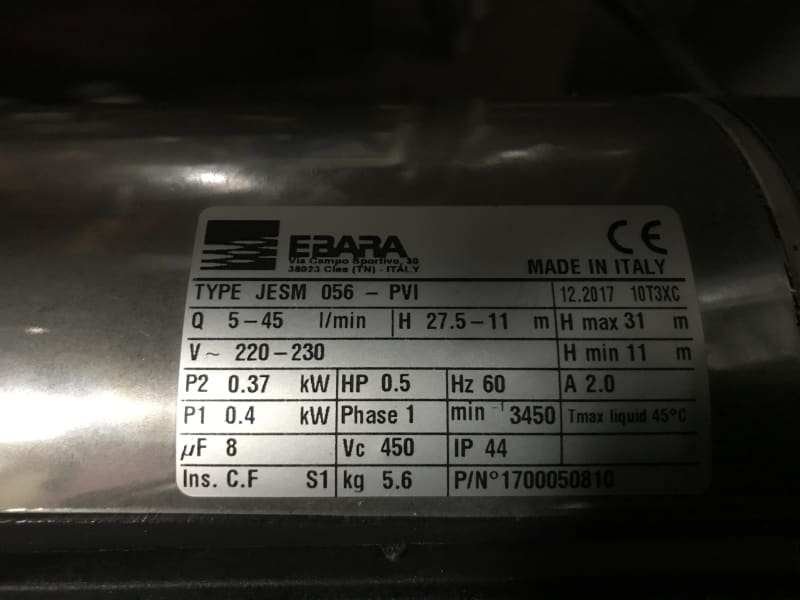 EBARA
Via Campo Sportivo, 30
38023 Cles (TN) - ITALY
CE
MADE IN ITALY
TYPE JESM 056 - PVI 12.2017 10T3XC
Q 5-45 l/min H 27.5-11 m H max 31 m
V~ 220-230 H min 11 m
P2 0.37 kW HP 0.5 Hz 60 A 2.0
P1 0.4 kW Phase 1 min⁻¹ 3450 Tmax liquid 45°C
µF 8 Vc 450 IP 44
Ins. C.F S1 kg 5.6 P/N° 1700050810